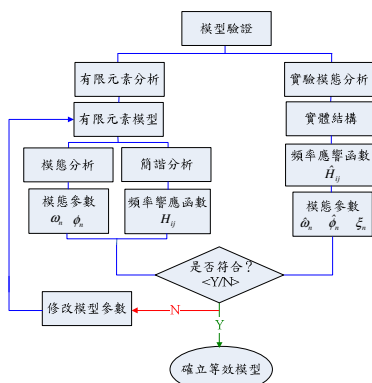 模型驗證
有限元素分析
實驗模態分析
有限元素模型
實體結構
模態分析
簡諧分析
頻率應響函數
Ĥij
模態參數
ωn ϕn
頻率響應函數
Hij
模態參數
ω̂n ϕ̂n ξn
是否符合?
<Y/N>
修改模型參數
N
Y
確立等效模型